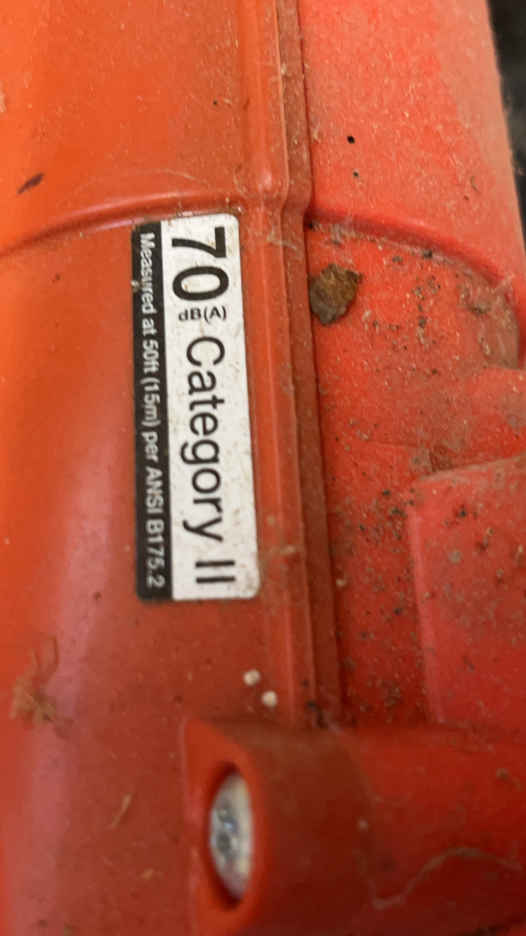 70 dB(A) Category II
Measured at 50ft (15m) per ANSI B175.2